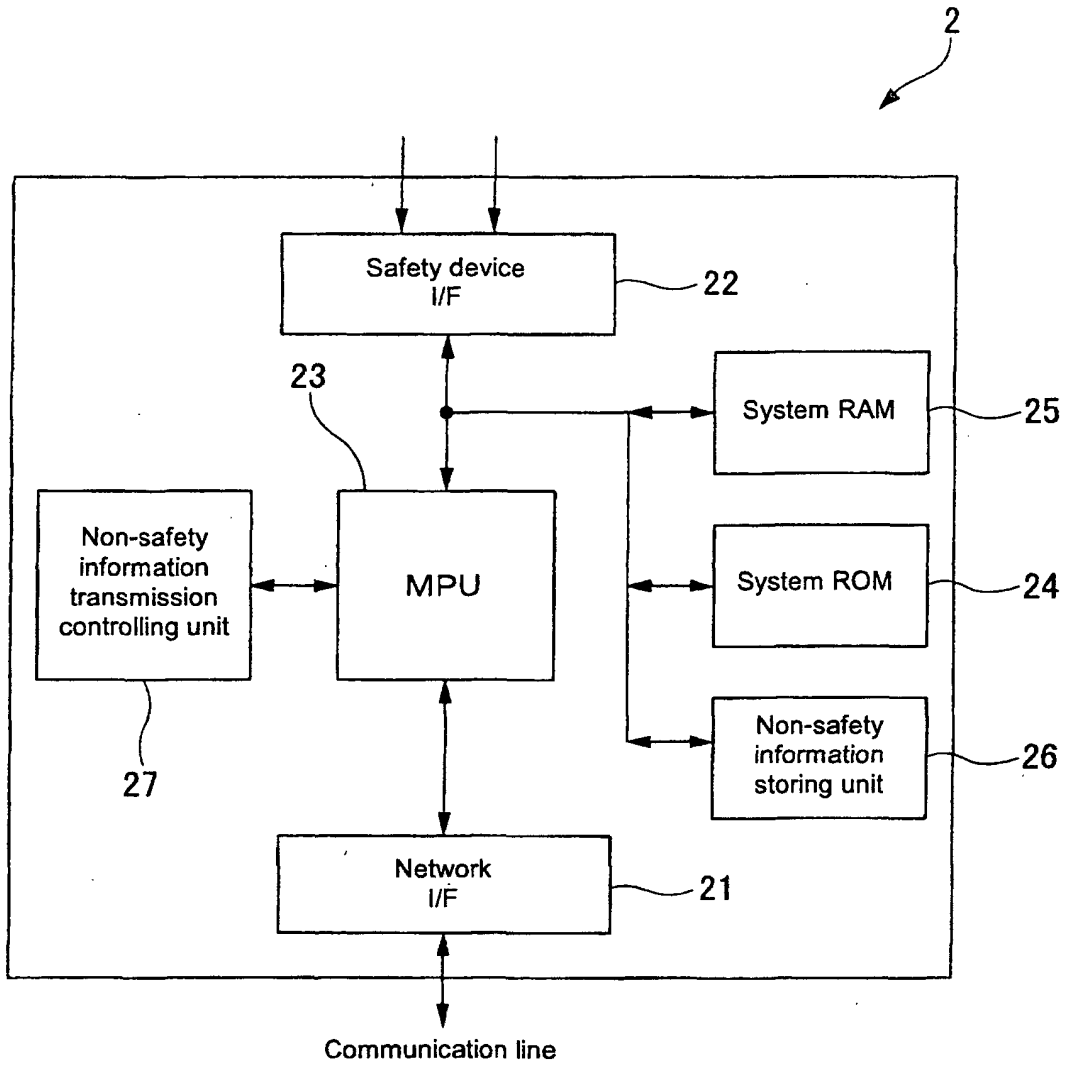 2
Safety device
I/F
22
23
System RAM
25
Non-safety
information
transmission
controlling unit
MPU
System ROM
24
27
Non-safety
information
storing unit
26
Network
I/F
21
Communication line